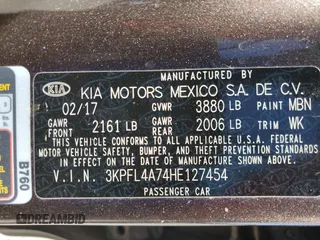 MANUFACTURED BY
KIA KIA MOTORS MEXICO S.A. DE C.V.
02/17 GVWR 3880 LB PAINT MBN
GAWR FRONT 2161 LB GAWR REAR 2006 LB TRIM WK
THIS VEHICLE CONFORMS TO ALL APPLICABLE FEDERAL
MOTOR VEHICLE SAFETY, BUMPER, AND THEFT PREVENTION
STANDARDS IN EFFECT ON THE DATE OF MANUFACTURE
SHOWN ABOVE.
V.I.N. 3KPFL4A74HE127454
PASSENGER CAR
B760
DREAMBID